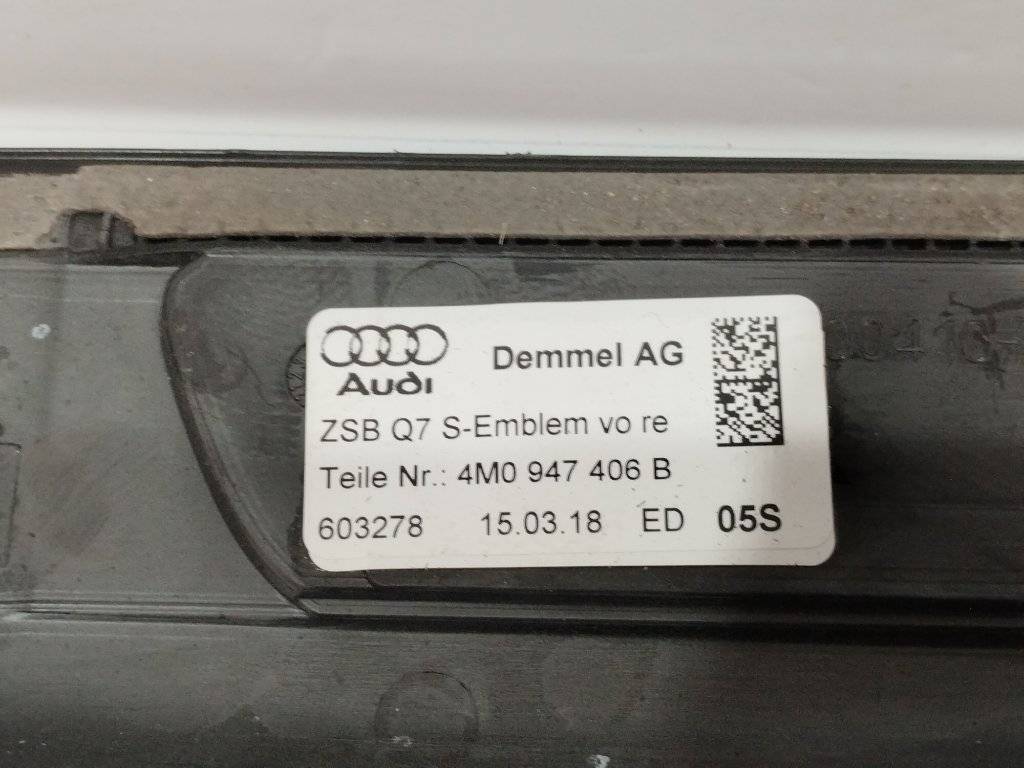 Audi
Demmel AG
ZSB Q7 S-Emblem vo re
Teile Nr.: 4M0 947 406 B
603278 15.03.18 ED 05S